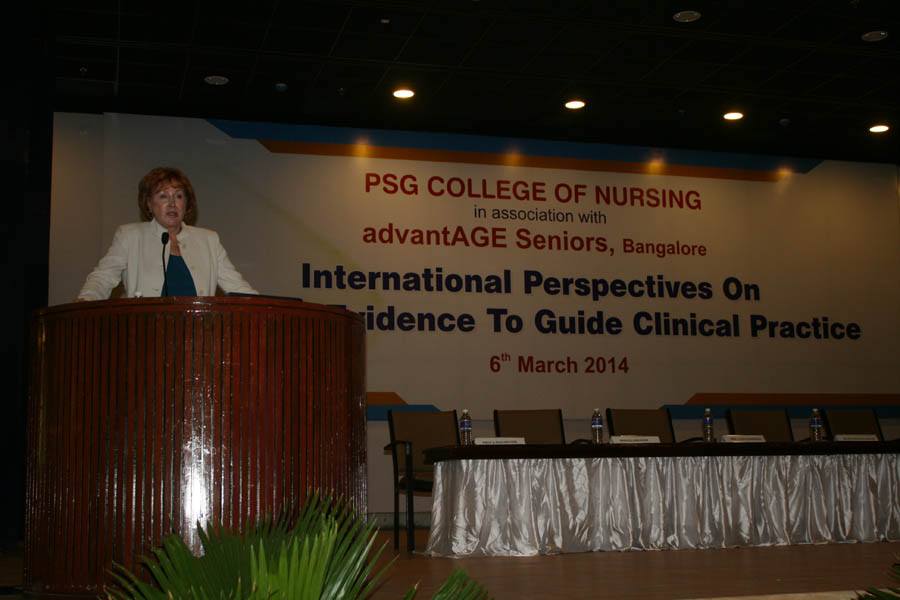 PSG COLLEGE OF NURSING
in association with
advantAGE Seniors, Bangalore
International Perspectives On
idence To Guide Clinical Practice
6th March 2014